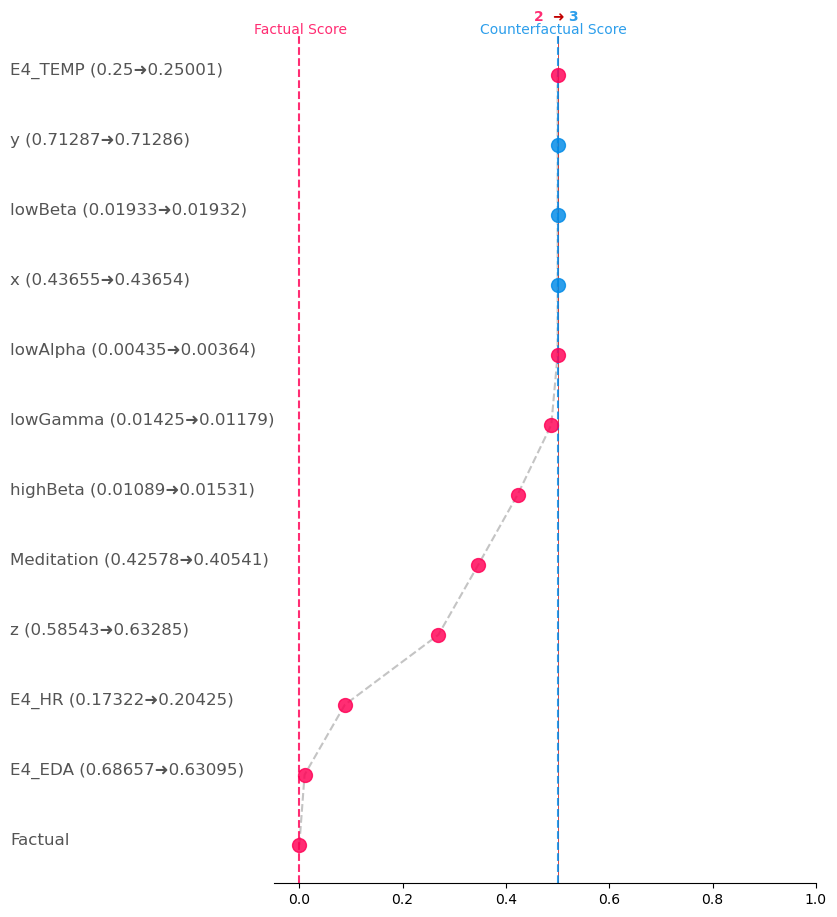 2 ➜ 3
Factual Score
Counterfactual Score
E4_TEMP (0.25➜0.25001)
y (0.71287➜0.71286)
lowBeta (0.01933➜0.01932)
x (0.43655➜0.43654)
lowAlpha (0.00435➜0.00364)
lowGamma (0.01425➜0.01179)
highBeta (0.01089➜0.01531)
Meditation (0.42578➜0.40541)
z (0.58543➜0.63285)
E4_HR (0.17322➜0.20425)
E4_EDA (0.68657➜0.63095)
Factual
0.0 0.2 0.4 0.6 0.8 1.0